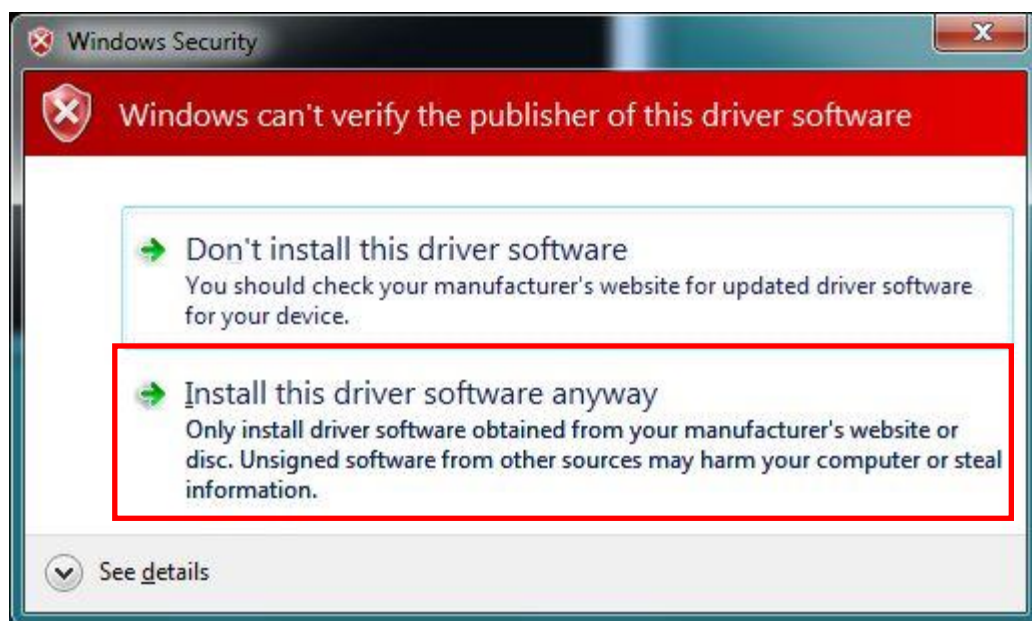 Windows Security
Windows can't verify the publisher of this driver software
Don't install this driver software
You should check your manufacturer's website for updated driver software
for your device.
Install this driver software anyway
Only install driver software obtained from your manufacturer's website or
disc. Unsigned software from other sources may harm your computer or steal
information.
See details